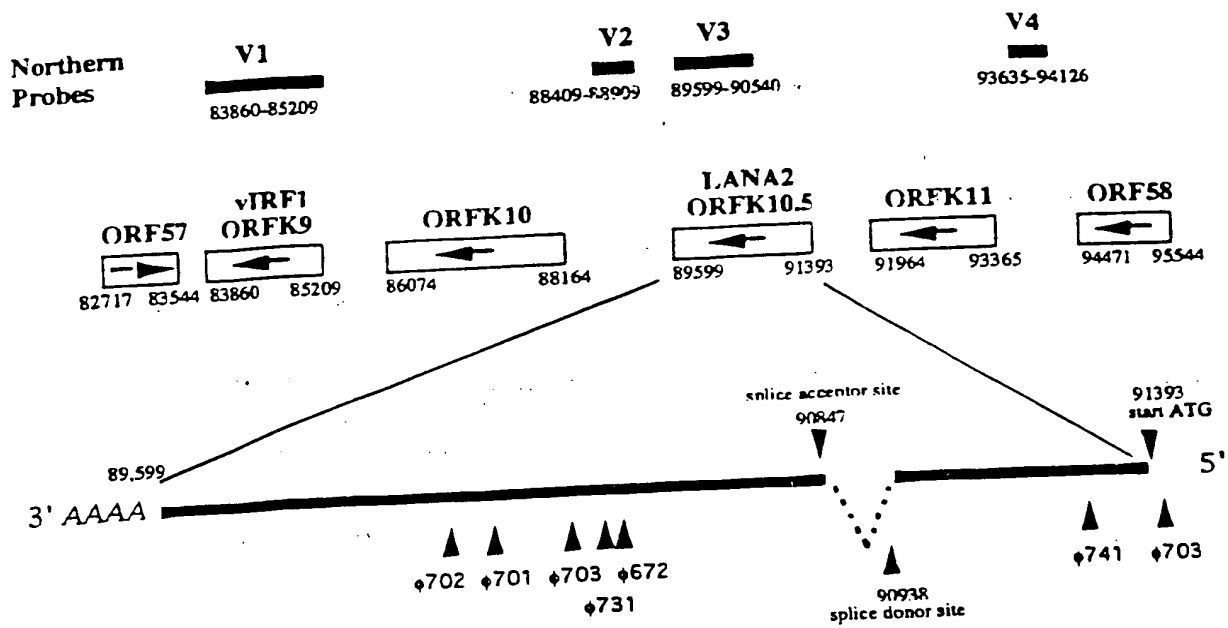 Northern
Probes
V1
83860-85209
V2
88409-88909
V3
89599-90540
V4
93635-94126
ORF57
82717 83544
vIRF1
ORFK9
83860 85209
ORFK10
86074 88164
LANA2
ORFK10.5
89599 91393
ORFK11
91964 93365
ORF58
94471 95544
splice acceptor site
90847
91393
start ATG
89,599
5'
3' AAAA
φ702 φ701 φ703 φ672
φ731
φ741 φ703
90938
splice donor site